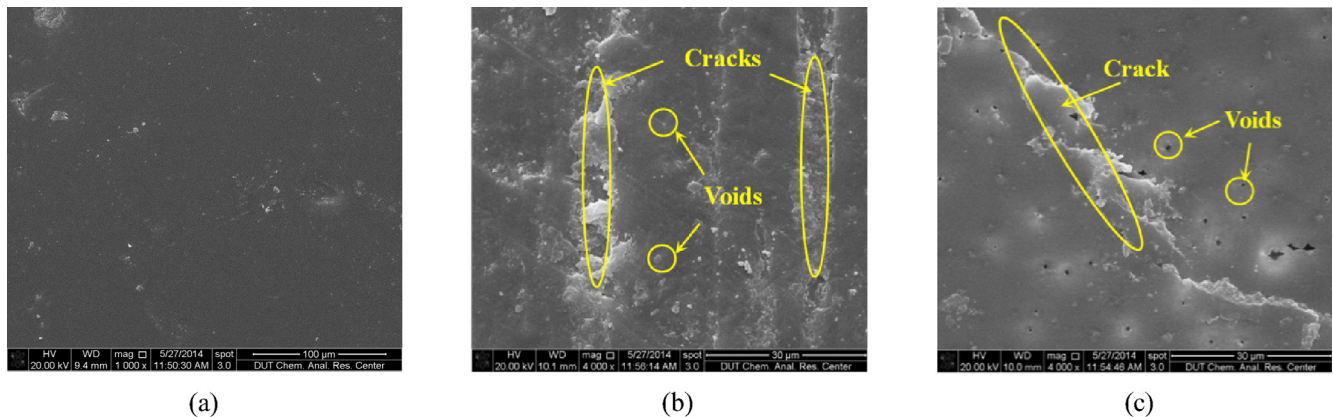 Cracks
Voids
Crack
Voids
HV WD mag □ 5/27/2014 spot 100 µm
20.00 kV 9.4 mm 1 000 x 11:50:30 AM 3.0 DUT Chem. Anal. Res. Center
HV WD mag □ 5/27/2014 spot 30 µm
20.00 kV 10.1 mm 4 000 x 11:56:14 AM 3.0 DUT Chem. Anal. Res. Center
HV WD mag □ 5/27/2014 spot 30 µm
20.00 kV 10.0 mm 4 000 x 11:54:46 AM 3.0 DUT Chem. Anal. Res. Center
(a)
(b)
(c)